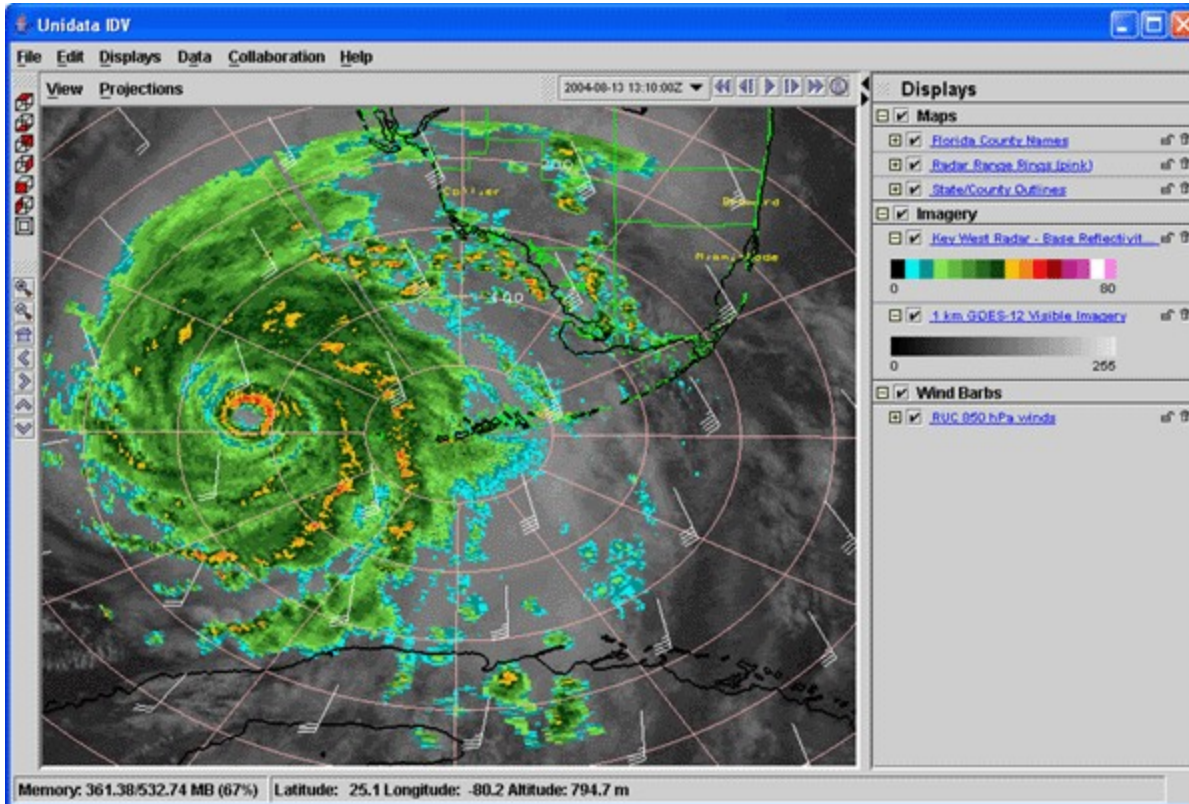 Unidata IDV
File Edit Displays Data Collaboration Help
View Projections
2004-08-13 13:10:00Z
Displays
Maps
Florida County Names
Radar Range Rings (pink)
State/County Outlines
Imagery
Key West Radar - Base Reflectivit...
0 80
1 km GOES-12 Visible Imagery
0 255
Wind Barbs
RUC 850 hPa winds
200
Collier
Broward
Miami-Dade
100
Memory: 361.38/532.74 MB (67%) Latitude: 25.1 Longitude: -80.2 Altitude: 794.7 m